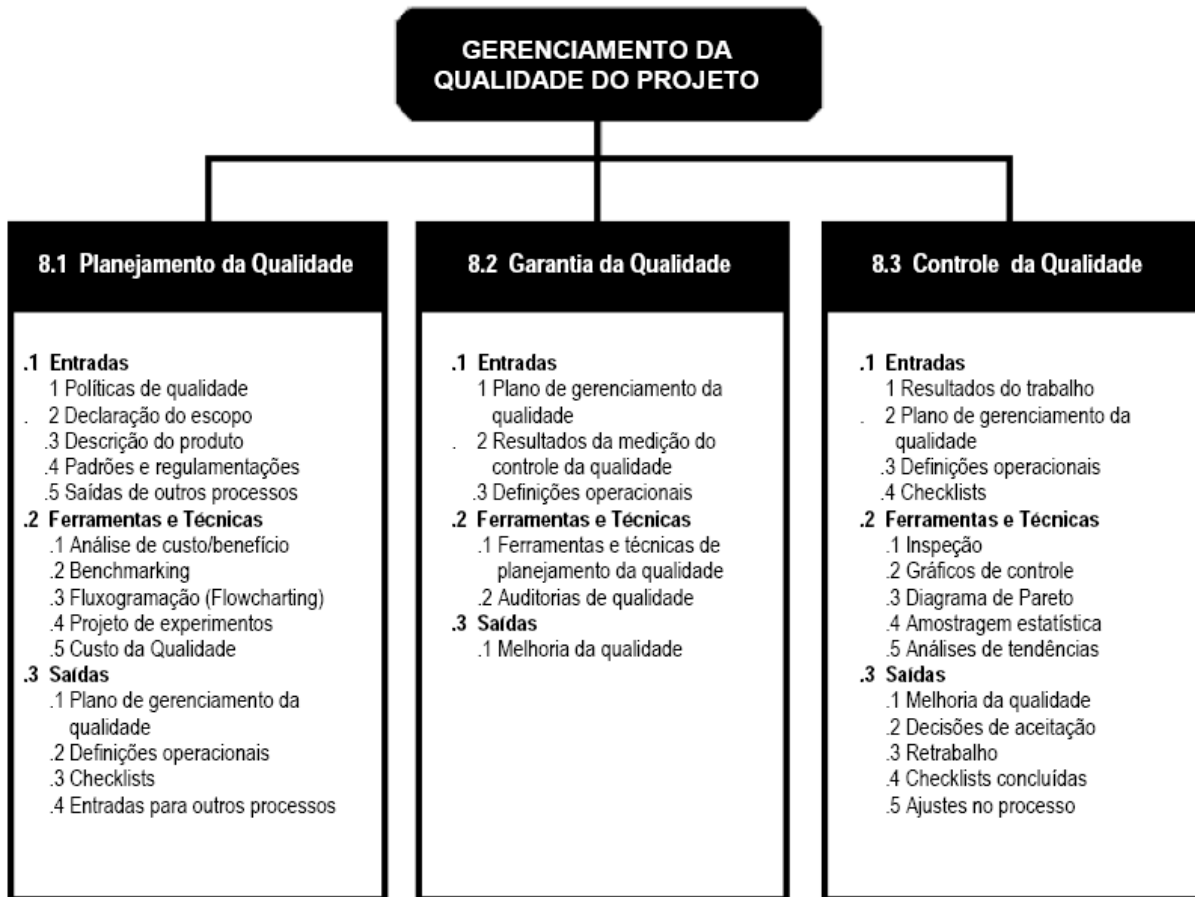 GERENCIAMENTO DA
QUALIDADE DO PROJETO
8.1 Planejamento da Qualidade
.1 Entradas
1 Políticas de qualidade
. 2 Declaração do escopo
.3 Descrição do produto
.4 Padrões e regulamentações
.5 Saídas de outros processos
.2 Ferramentas e Técnicas
.1 Análise de custo/benefício
.2 Benchmarking
.3 Fluxogramação (Flowcharting)
.4 Projeto de experimentos
.5 Custo da Qualidade
.3 Saídas
.1 Plano de gerenciamento da
qualidade
.2 Definições operacionais
.3 Checklists
.4 Entradas para outros processos
8.2 Garantia da Qualidade
.1 Entradas
1 Plano de gerenciamento da
qualidade
. 2 Resultados da medição do
controle da qualidade
.3 Definições operacionais
.2 Ferramentas e Técnicas
.1 Ferramentas e técnicas de
planejamento da qualidade
.2 Auditorias de qualidade
.3 Saídas
.1 Melhoria da qualidade
8.3 Controle da Qualidade
.1 Entradas
1 Resultados do trabalho
. 2 Plano de gerenciamento da
qualidade
.3 Definições operacionais
.4 Checklists
.2 Ferramentas e Técnicas
.1 Inspeção
.2 Gráficos de controle
.3 Diagrama de Pareto
.4 Amostragem estatística
.5 Análises de tendências
.3 Saídas
.1 Melhoria da qualidade
.2 Decisões de aceitação
.3 Retrabalho
.4 Checklists concluídas
.5 Ajustes no processo